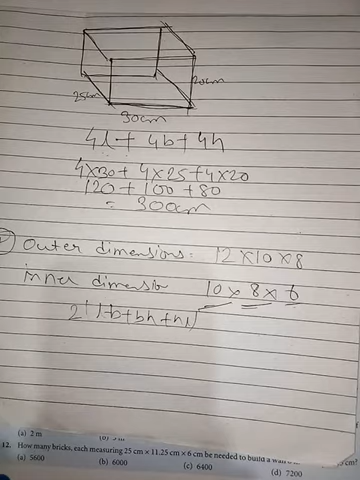 20cm
25cm
30cm
4l + 4b + 4h
4×30 + 4×25 + 4×20
120 + 100 + 80
= 300cm
Outer dimensions: 12×10×8
inner dimension 10×8×6
2(lb+bh+hl)
(a) 2 m
12. How many bricks, each measuring 25 cm × 11.25 cm × 6 cm be needed to build a
(a) 5600 (b) 6000 (c) 6400 (d) 7200